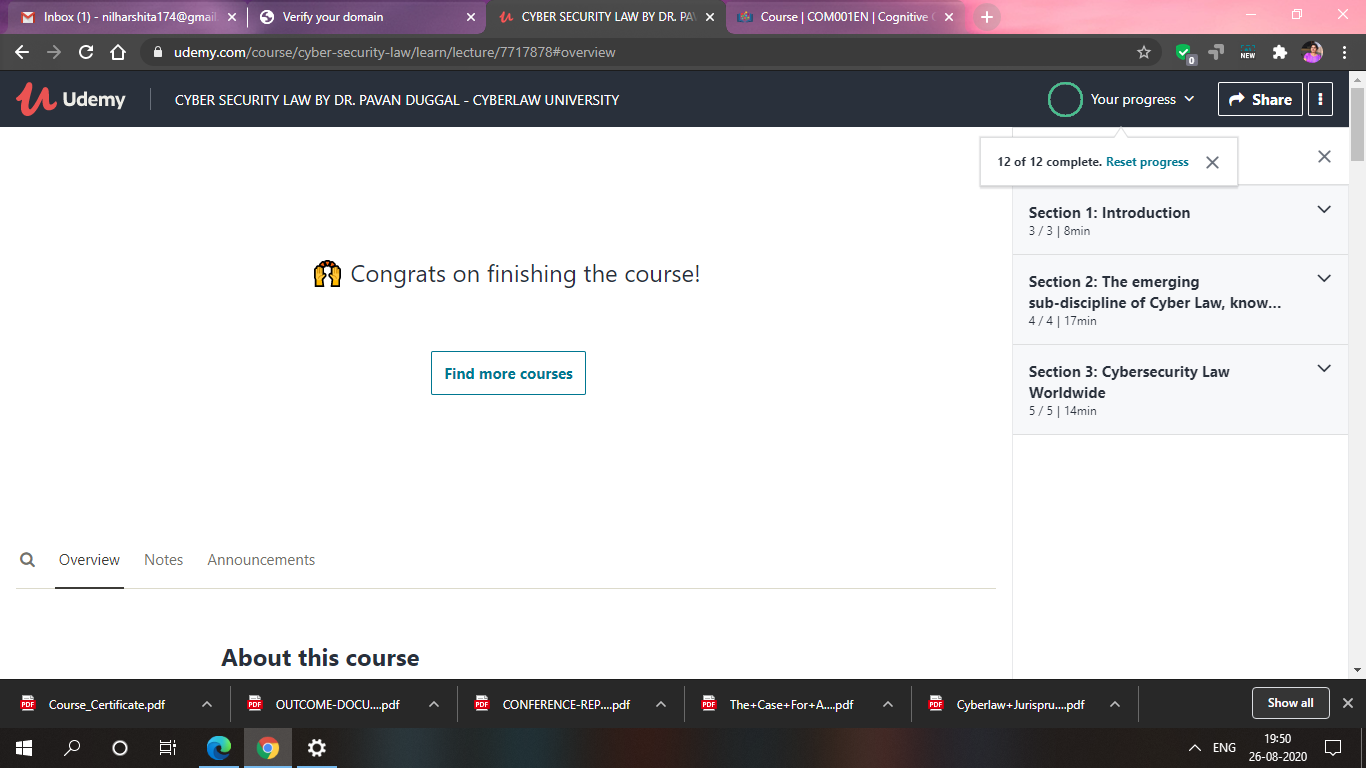 Inbox (1) - nilharshita174@gmail
Verify your domain
CYBER SECURITY LAW BY DR. PAV
Course | COM001EN | Cognitive C
udemy.com/course/cyber-security-law/learn/lecture/7717878#overview
0
NEW
Udemy
CYBER SECURITY LAW BY DR. PAVAN DUGGAL - CYBERLAW UNIVERSITY
Your progress
Share
12 of 12 complete. Reset progress
Section 1: Introduction
3 / 3 | 8min
Section 2: The emerging
sub-discipline of Cyber Law, know...
4 / 4 | 17min
Section 3: Cybersecurity Law
Worldwide
5 / 5 | 14min
Congrats on finishing the course!
Find more courses
Overview
Notes
Announcements
About this course
Course_Certificate.pdf
OUTCOME-DOCU....pdf
CONFERENCE-REP....pdf
The+Case+For+A....pdf
Cyberlaw+Jurispru....pdf
Show all
ENG
19:50
26-08-2020